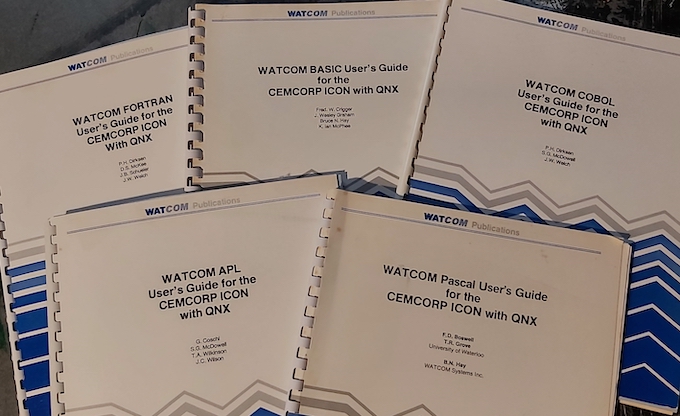 WATCOM Publications
WATCOM FORTRAN
User's Guide for the
CEMCORP ICON
With QNX
P.H. Dirksen
D.S. McKee
J.B. Schueler
J.W. Welch
WATCOM Publications
WATCOM BASIC User's Guide
for the
CEMCORP ICON with QNX
Fred. W. Crigger
J. Wesley Graham
Bruce N. Hay
K. Ian McPhee
WATCOM Publications
WATCOM COBOL
User's Guide for the
CEMCORP ICON
with QNX
P.H. Dirksen
S.G. McDowell
J.W. Welch
WATCOM Publications
WATCOM APL
User's Guide for the
CEMCORP ICON
with QNX
G. Coschi
S.G. McDowell
T.A. Wilkinson
J.C. Wilson
WATCOM Publications
WATCOM Pascal User's Guide
for the
CEMCORP ICON with QNX
F.D. Boswell
T.R. Grove
University of Waterloo
B.N. Hay
WATCOM Systems Inc.